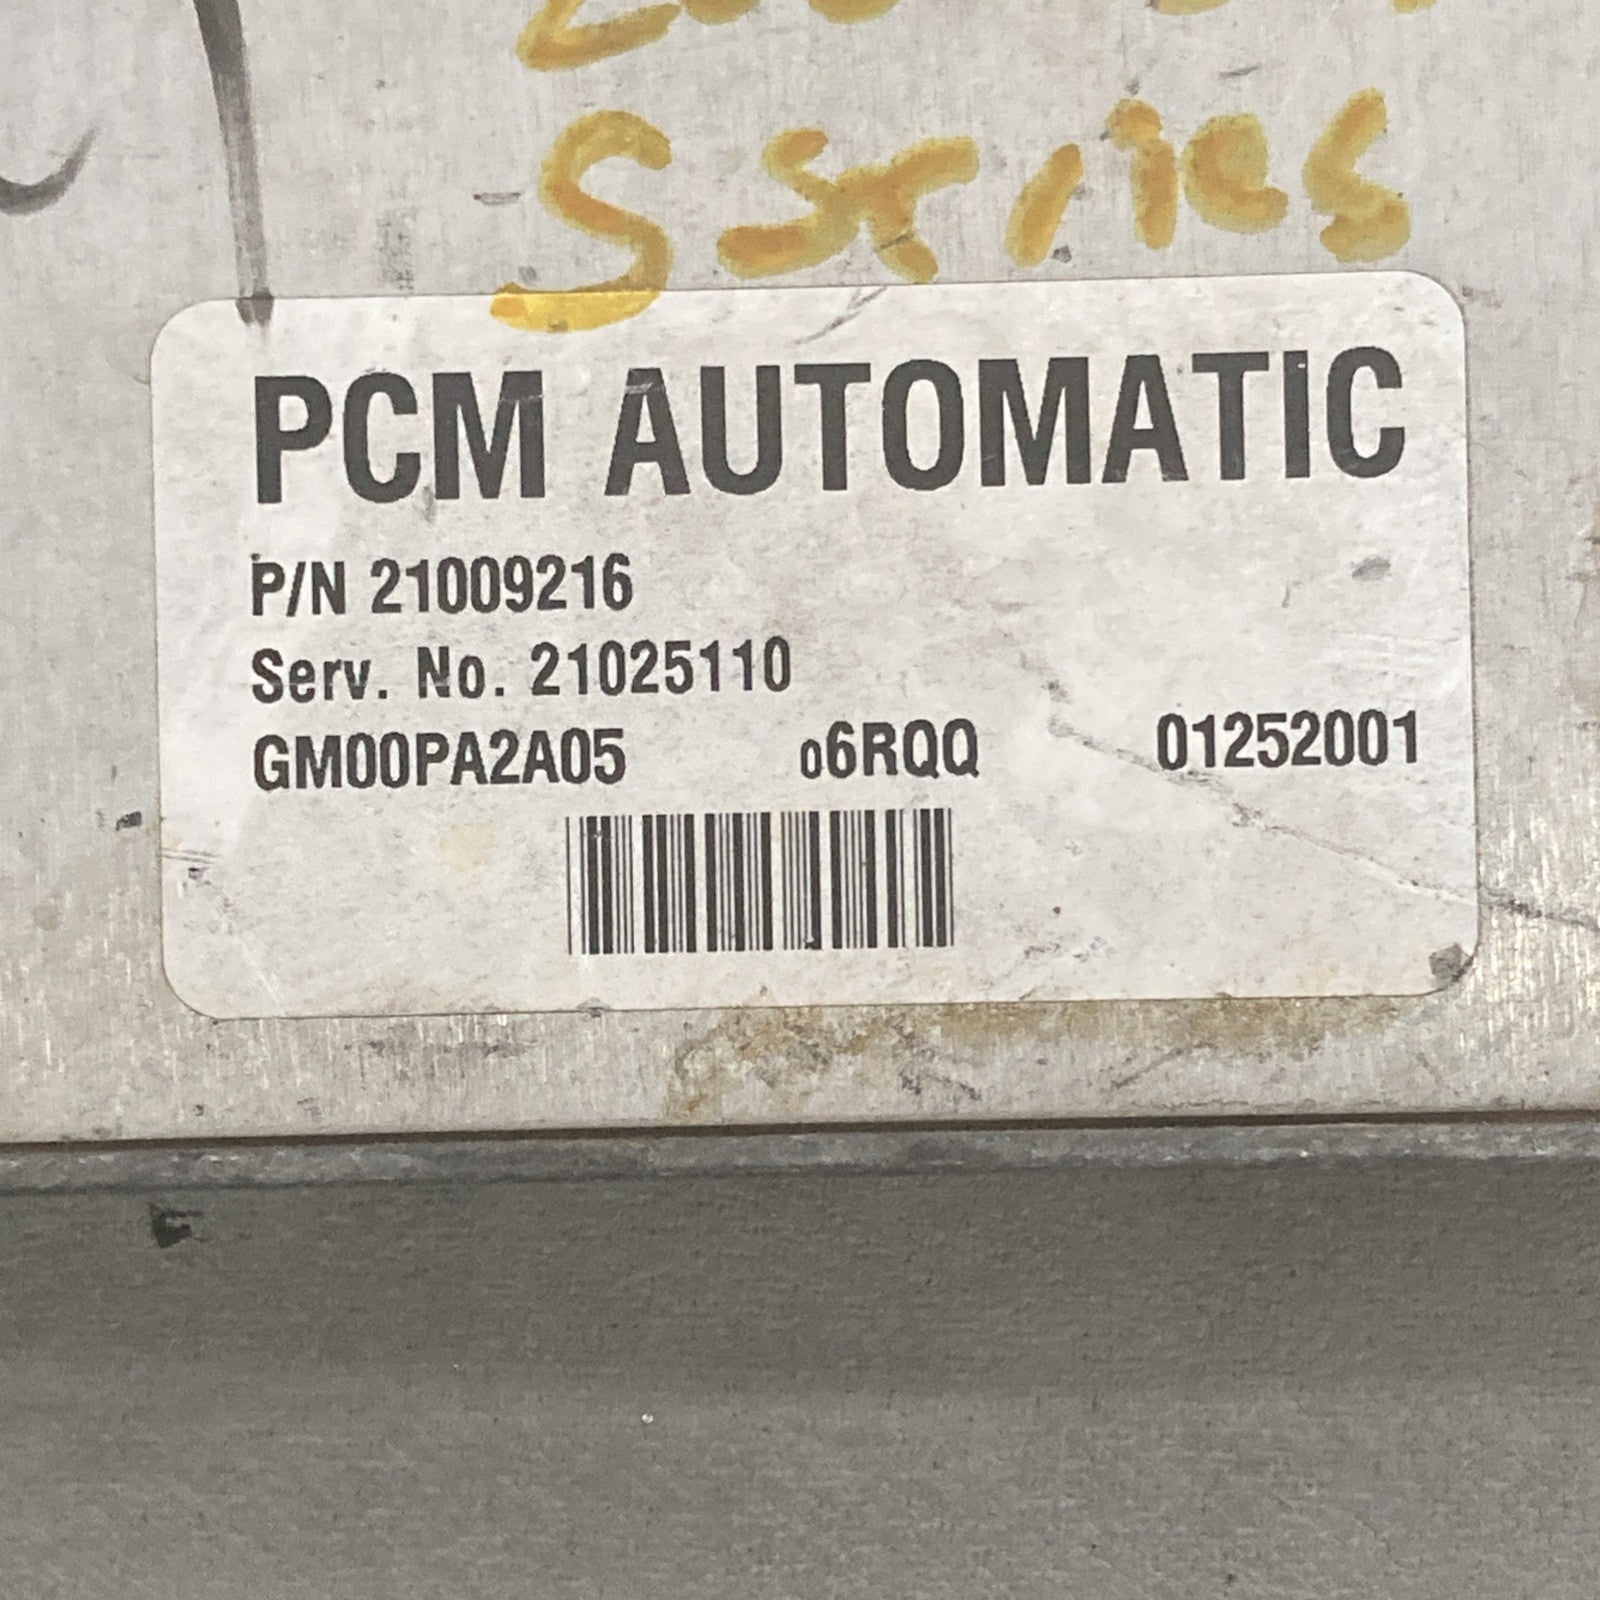 S series
PCM AUTOMATIC
P/N 21009216
Serv. No. 21025110
GM00PA2A05 06RQQ 01252001